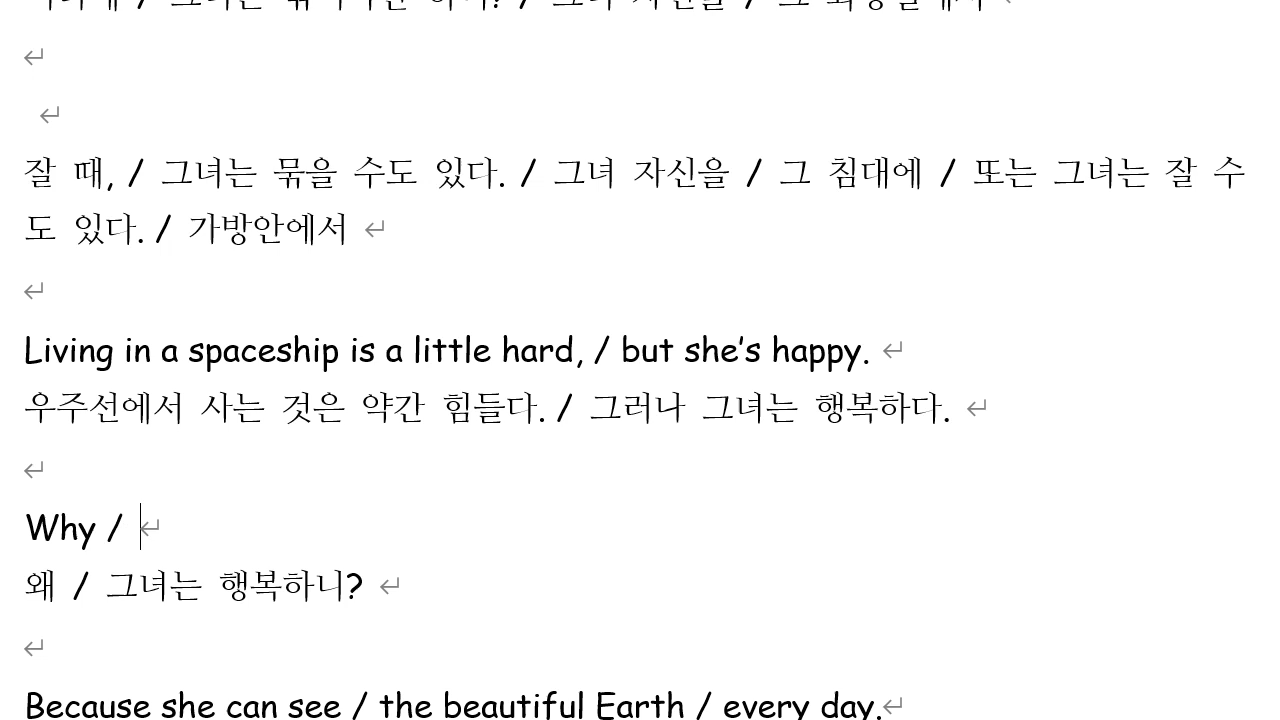 잘 때, / 그녀는 묶을 수도 있다. / 그녀 자신을 / 그 침대에 / 또는 그녀는 잘 수
도 있다. / 가방안에서
Living in a spaceship is a little hard, / but she’s happy.
우주선에서 사는 것은 약간 힘들다. / 그러나 그녀는 행복하다.
Why /
왜 / 그녀는 행복하니?
Because she can see / the beautiful Earth / every day.